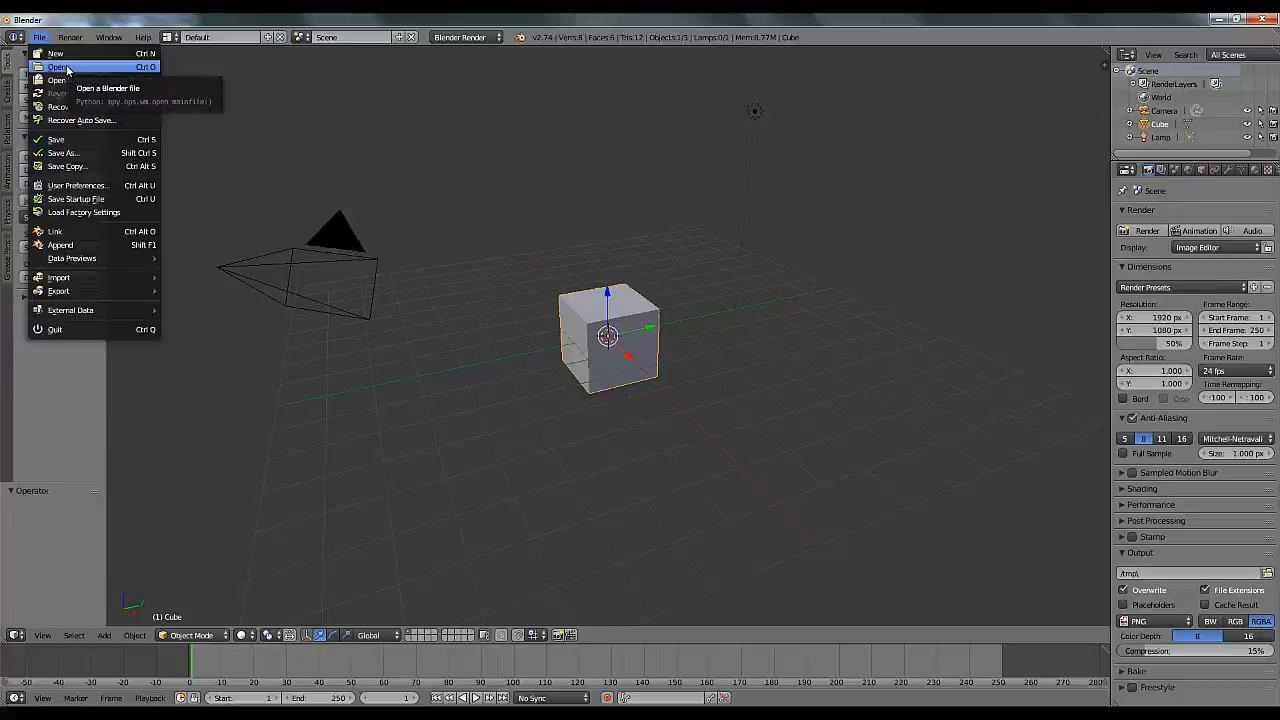 Blender
File Render Window Help Default Scene Blender Render v2.74 | Verts:8 | Faces:6 | Tris:12 | Objects:1/3 | Lamps:0/1 | Mem:8.77M | Cube
New Ctrl N
Open Ctrl O
Open
Open a Blender file
Python: bpy.ops.wm.open_mainfile()
Recov
Recover Auto Save...
Save Ctrl S
Save As... Shift Ctrl S
Save Copy... Ctrl Alt S
User Preferences... Ctrl Alt U
Save Startup File Ctrl U
Load Factory Settings
Link Ctrl Alt O
Append Shift F1
Data Previews
Import
Export
External Data
Quit Ctrl Q
Tools
Create
Relations
Animation
Physics
Grease Pencil
Operator
(1) Cube
View Select Add Object Object Mode Global
-50 -40 -30 -20 -10 0 10 20 30 40 50 60 70 80 90 100 110 120 130 140 150 160 170 180 190 200 210 220 230 240 250 260 270 280
View Marker Frame Playback Start: 1 End: 250 1 No Sync
View Search All Scenes
Scene
RenderLayers
World
Camera
Cube
Lamp
Scene
Render
Render Animation Audio
Display: Image Editor
Dimensions
Render Presets
Resolution: Frame Range:
X: 1920 px Start Frame: 1
Y: 1080 px End Frame: 250
50% Frame Step: 1
Aspect Ratio: Frame Rate:
X: 1.000 24 fps
Y: 1.000 Time Remapping:
Bord Crop :100 :100
Anti-Aliasing
5 8 11 16 Mitchell-Netravali
Full Sample Size: 1.000 px
Sampled Motion Blur
Shading
Performance
Post Processing
Stamp
Output
/tmp\
Overwrite File Extensions
Placeholders Cache Result
PNG BW RGB RGBA
Color Depth: 8 16
Compression: 15%
Bake
Freestyle